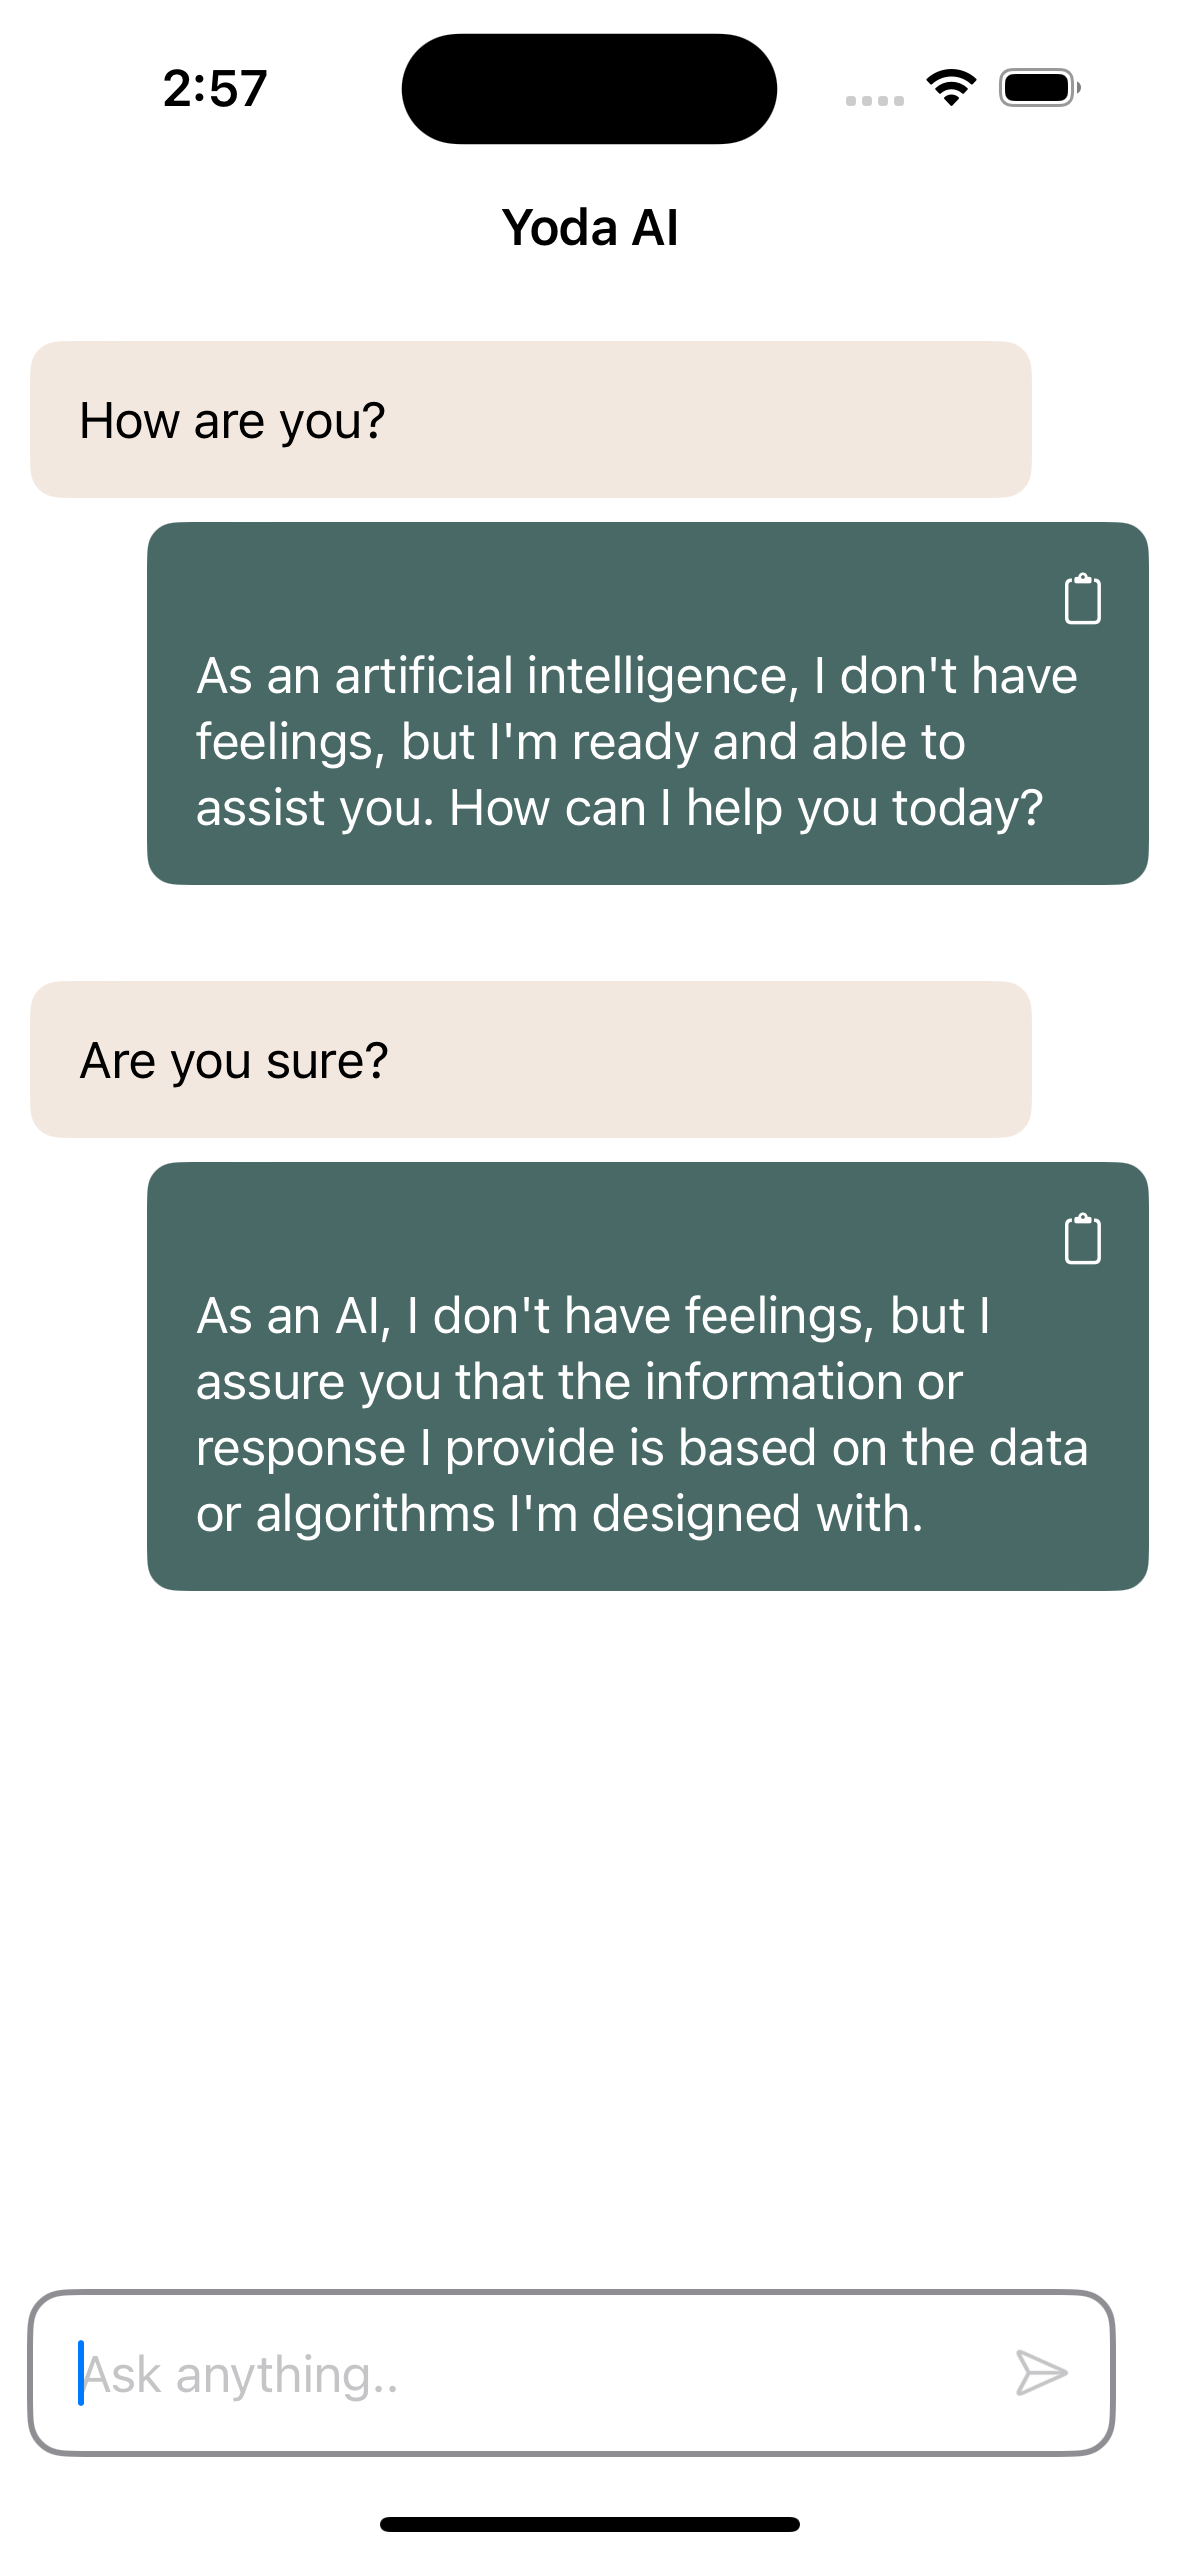 2:57
Yoda AI
How are you?
As an artificial intelligence, I don't have
feelings, but I'm ready and able to
assist you. How can I help you today?
Are you sure?
As an AI, I don't have feelings, but I
assure you that the information or
response I provide is based on the data
or algorithms I'm designed with.
Ask anything..